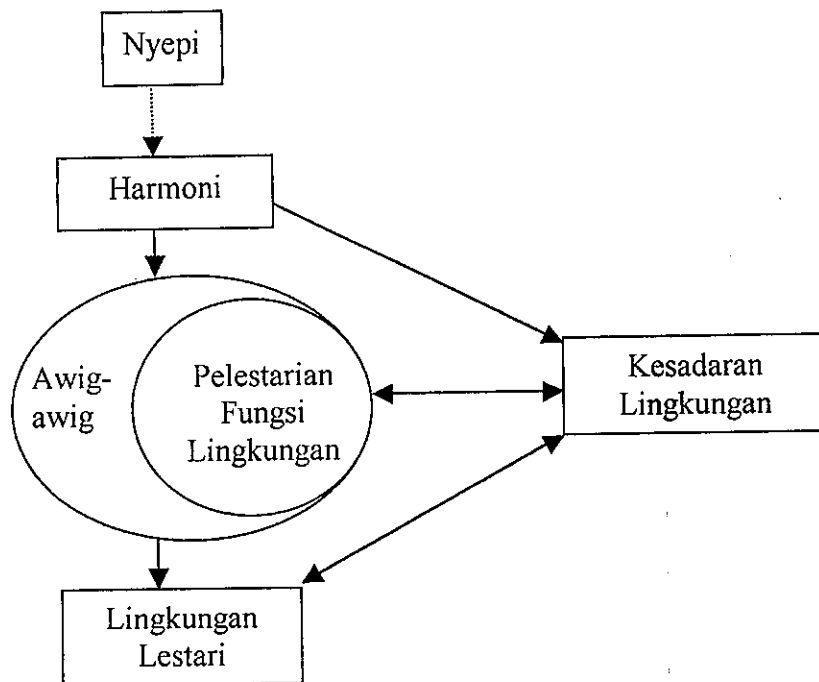 Nyepi
Harmoni
Awig-
awig
Pelestarian
Fungsi
Lingkungan
Kesadaran
Lingkungan
Lingkungan
Lestari